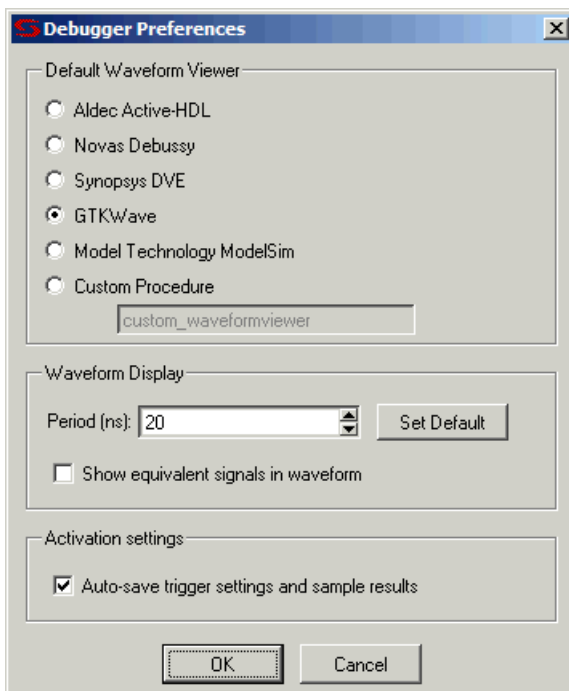 Debugger Preferences
Default Waveform Viewer
Aldec Active-HDL
Novas Debussy
Synopsys DVE
GTKWave
Model Technology ModelSim
Custom Procedure
custom_waveformviewer
Waveform Display
Period (ns): 20 Set Default
Show equivalent signals in waveform
Activation settings
Auto-save trigger settings and sample results
OK Cancel